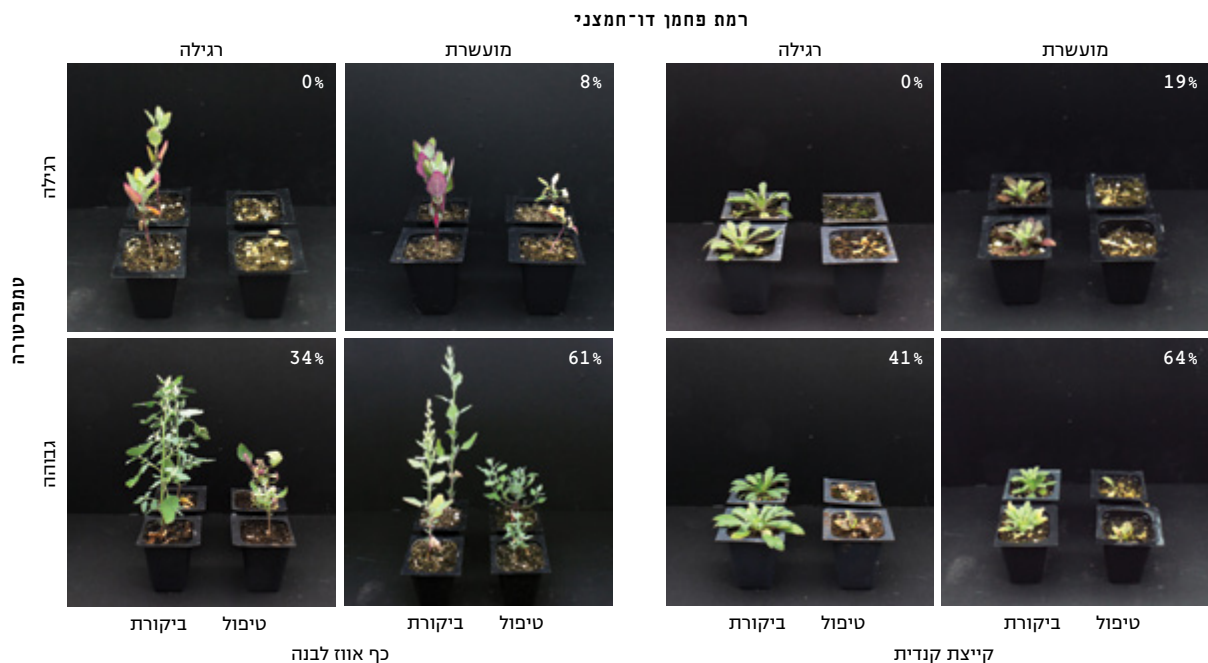 רמת פחמן דו־חמצני
רגילה מועשרת רגילה מועשרת
טמפרטורה
רגילה
0% 8% 0% 19%
גבוהה
34% 61% 41% 64%
ביקורת טיפול ביקורת טיפול ביקורת טיפול ביקורת טיפול
כף אווז לבנה קייצת קנדית